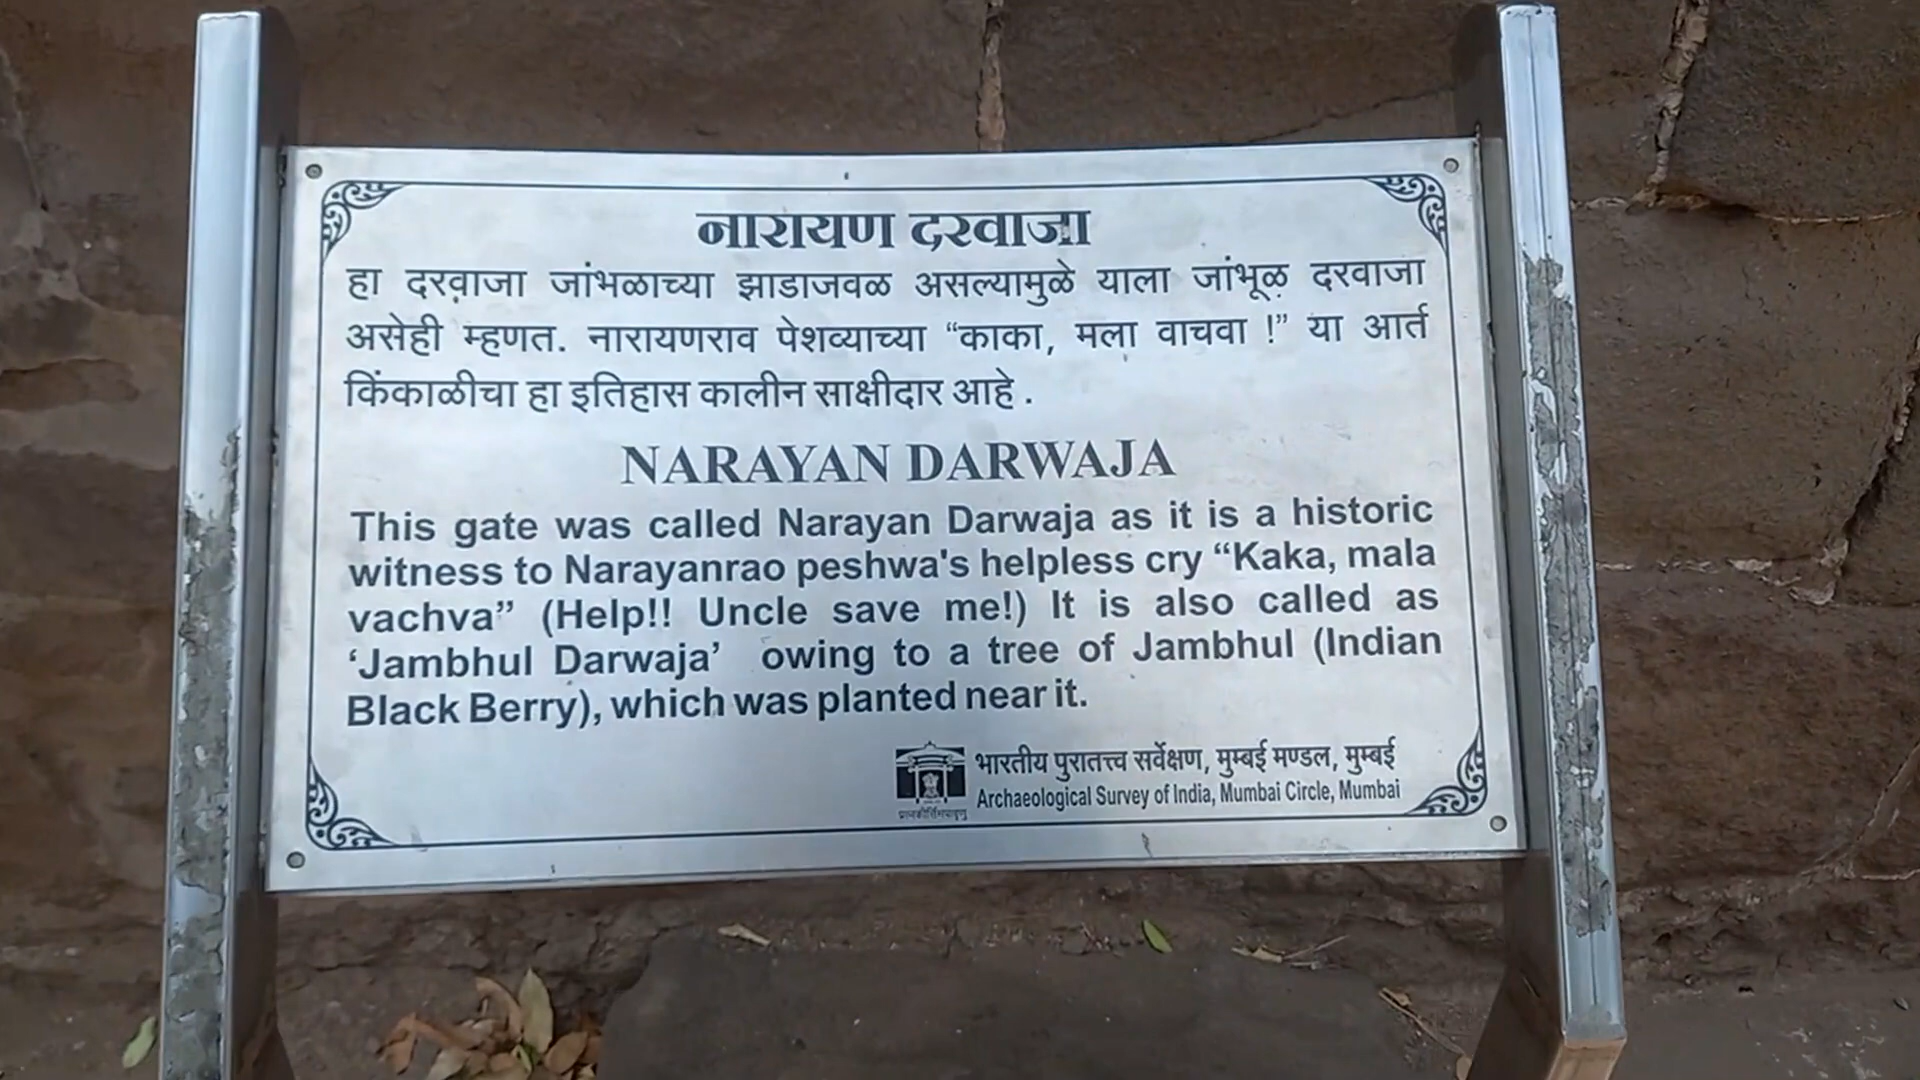 नारायण दरवाजा
हा दरवाजा जांभळाच्या झाडाजवळ असल्यामुळे याला जांभूळ दरवाजा
असेही म्हणत. नारायणराव पेशव्याच्या “काका, मला वाचवा !” या आर्त
किंकाळीचा हा इतिहास कालीन साक्षीदार आहे .
NARAYAN DARWAJA
This gate was called Narayan Darwaja as it is a historic
witness to Narayanrao peshwa's helpless cry “Kaka, mala
vachva” (Help!! Uncle save me!) It is also called as
‘Jambhul Darwaja’ owing to a tree of Jambhul (Indian
Black Berry), which was planted near it.
भारतीय पुरातत्त्व सर्वेक्षण, मुम्बई मण्डल, मुम्बई
Archaeological Survey of India, Mumbai Circle, Mumbai